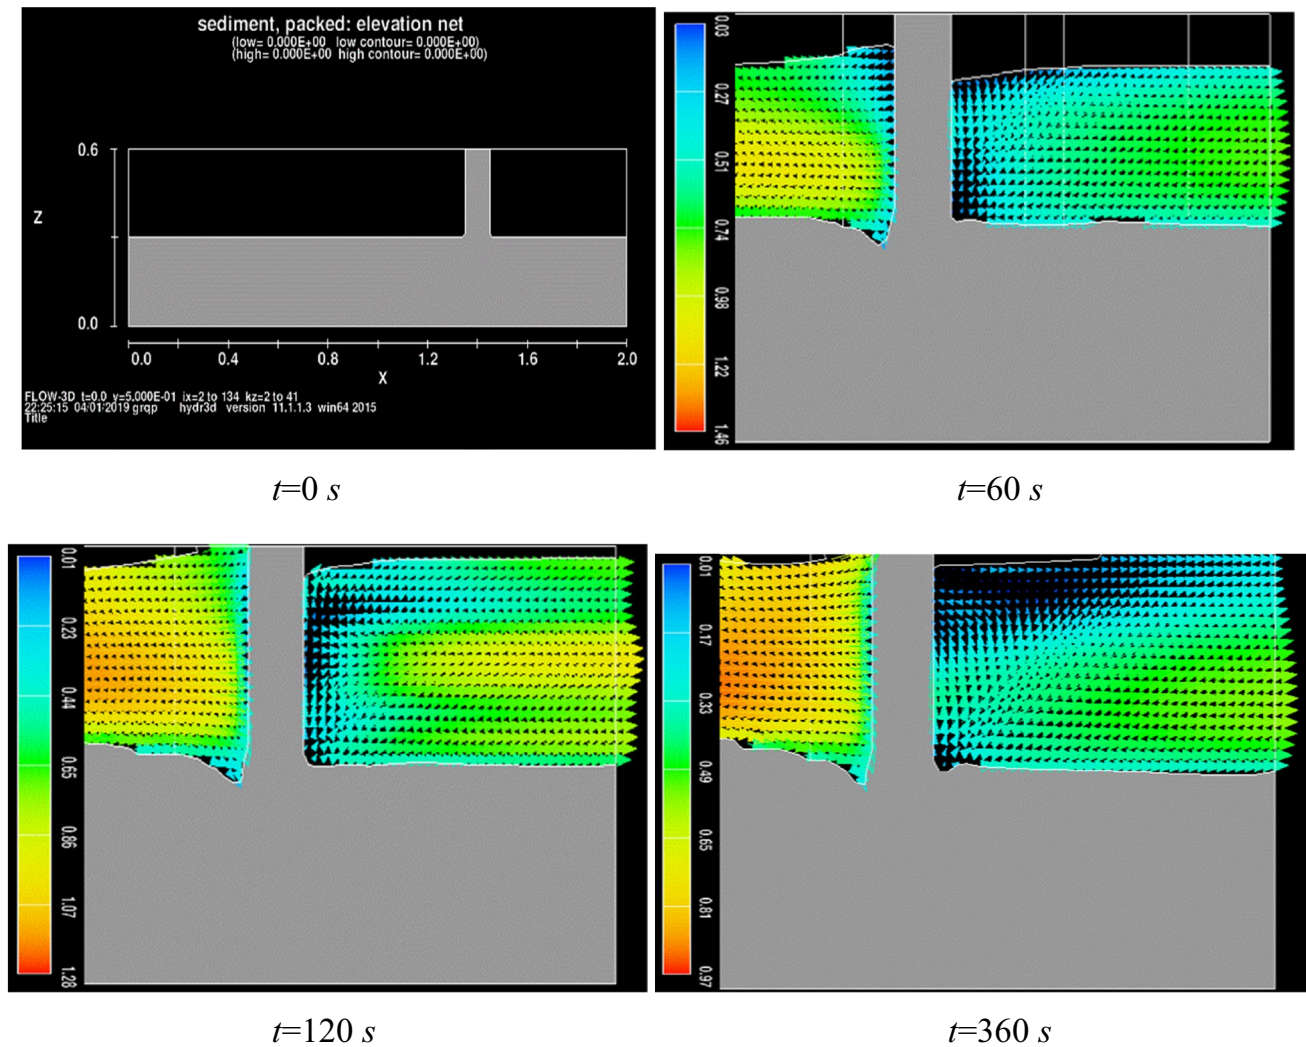 sediment, packed: elevation net
(low= 0.000E+00 low contour= 0.000E+00)
(high= 0.000E+00 high contour= 0.000E+00)
0.6
Z
0.0
0.0 0.4 0.8 1.2 1.6 2.0
X
FLOW-3D t=0.0 y=5.000E-01 ix=2 to 134 kz=2 to 41
22:25:15 04/01/2019 grqp hydr3d version 11.1.1.3 win64 2015
Title
t=0 s
0.03
0.27
0.51
0.74
0.98
1.22
1.46
t=60 s
0.01
0.23
0.44
0.65
0.86
1.07
1.28
t=120 s
0.01
0.17
0.33
0.49
0.65
0.81
0.97
t=360 s